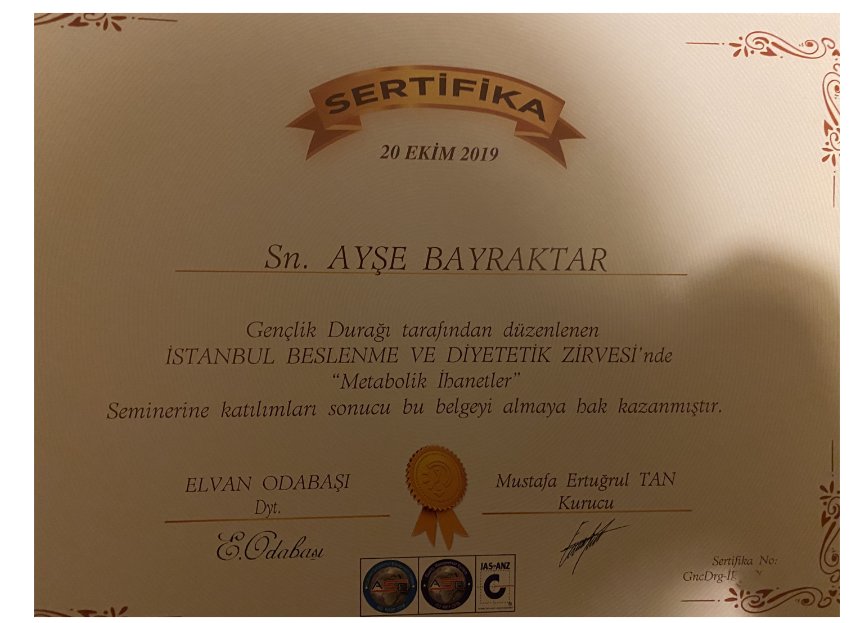 SERTİFİKA
20 EKİM 2019
Sn. AYŞE BAYRAKTAR
Gençlik Durağı tarafından düzenlenen
İSTANBUL BESLENME VE DİYETETİK ZİRVESİ'nde
“Metabolik İhanetler”
Seminerine katılımları sonucu bu belgeyi almaya hak kazanmıştır.
ELVAN ODABAŞI
Dyt.
E.Odabaşı
Mustafa Ertuğrul TAN
Kurucu
JAS-ANZ
C
Sertifika No: